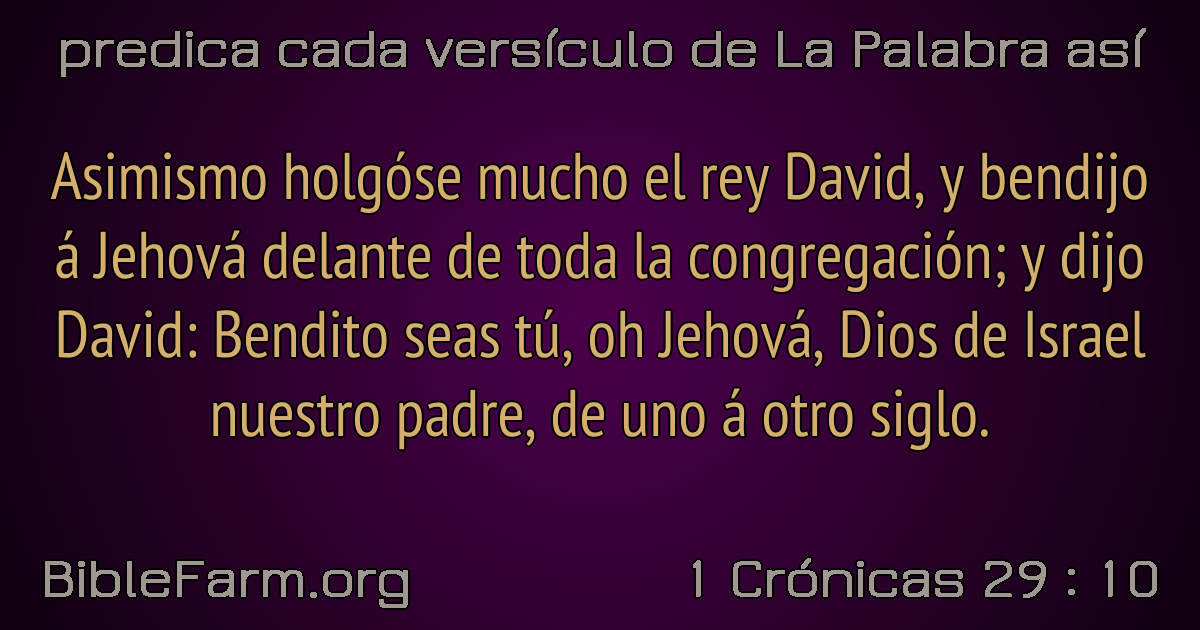 predica cada versículo de La Palabra así
Asimismo holgóse mucho el rey David, y bendijo
á Jehová delante de toda la congregación; y dijo
David: Bendito seas tú, oh Jehová, Dios de Israel
nuestro padre, de uno á otro siglo.
BibleFarm.org
1 Crónicas 29 : 10